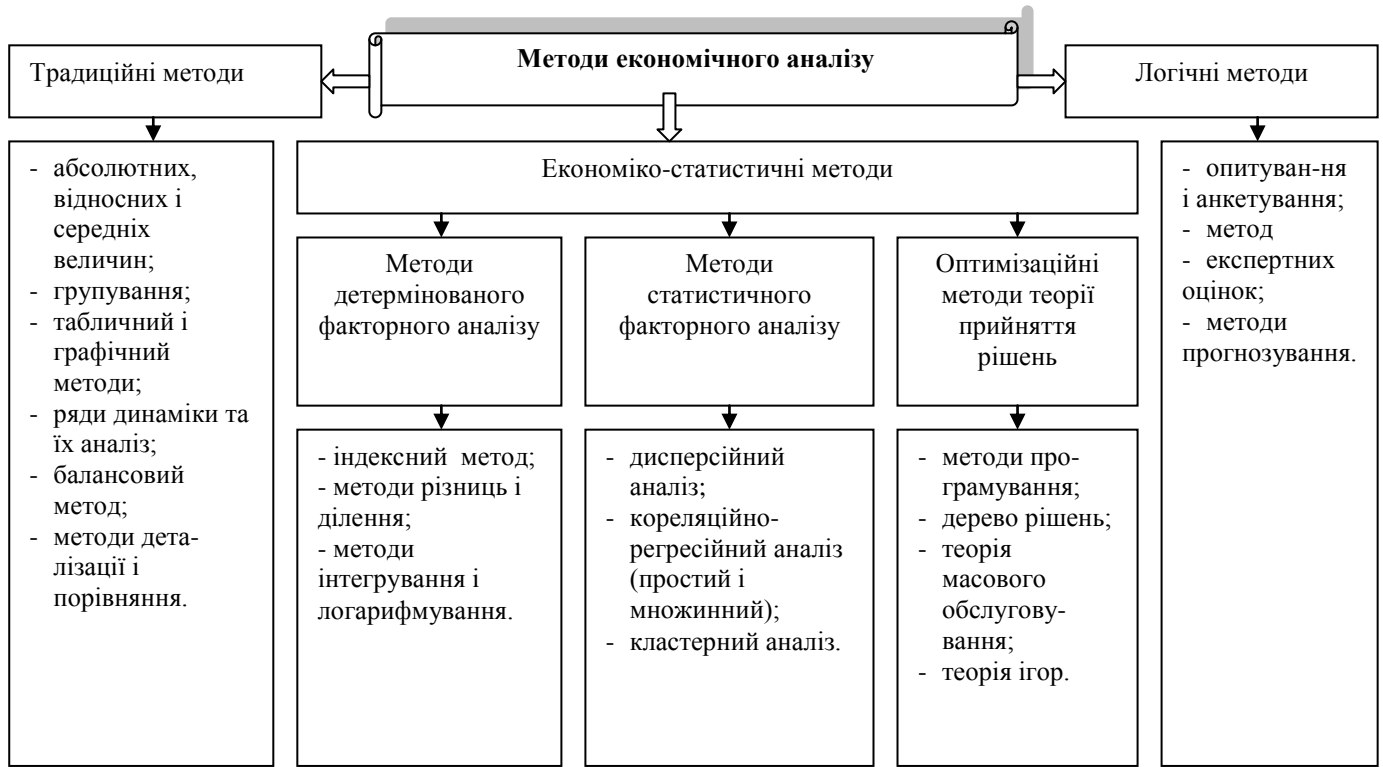 Методи економічного аналізу
Традиційні методи
Логічні методи
- абсолютних,
відносних і
середніх
величин;
- групування;
- табличний і
графічний
методи;
- ряди динаміки та
їх аналіз;
- балансовий
метод;
- методи дета-
лізації і
порівняння.
Економіко-статистичні методи
Методи
детермінованого
факторного аналізу
- індексний метод;
- методи різниць і
ділення;
- методи
інтегрування і
логарифмування.
Методи
статистичного
факторного аналізу
- дисперсійний
аналіз;
- кореляційно-
регресійний аналіз
(простий і
множинний);
- кластерний аналіз.
Оптимізаційні
методи теорії
прийняття
рішень
- методи про-
грамування;
- дерево рішень;
- теорія
масового
обслугову-
вання;
- теорія ігор.
- опитуван-ня
і анкетування;
- метод
- експертних
оцінок;
- методи
прогнозування.